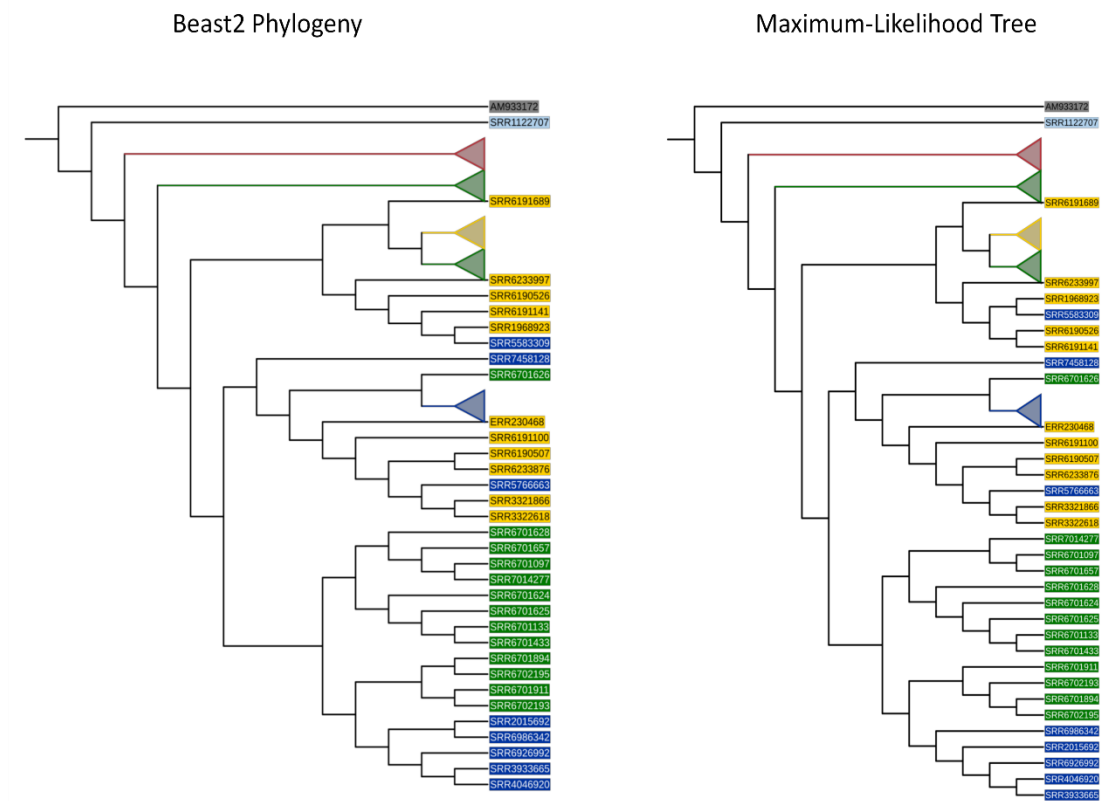 Beast2 Phylogeny
AM933172
SRR1122707
SRR6191689
SRR6233997
SRR6190526
SRR6191141
SRR1968923
SRR5583309
SRR7458128
SRR6701626
ERR230468
SRR6191100
SRR6190507
SRR6233876
SRR5766663
SRR3321866
SRR3322618
SRR6701628
SRR6701657
SRR6701097
SRR7014277
SRR6701624
SRR6701625
SRR6701133
SRR6701433
SRR6701894
SRR6702195
SRR6701911
SRR6702193
SRR2015692
SRR6986342
SRR6926992
SRR3933665
SRR4046920
Maximum-Likelihood Tree
AM933172
SRR1122707
SRR6191689
SRR6233997
SRR1968923
SRR5583309
SRR6190526
SRR6191141
SRR7458128
SRR6701626
ERR230468
SRR6191100
SRR6190507
SRR6233876
SRR5766663
SRR3321866
SRR3322618
SRR7014277
SRR6701097
SRR6701657
SRR6701628
SRR6701624
SRR6701625
SRR6701133
SRR6701433
SRR6701911
SRR6702193
SRR6701894
SRR6702195
SRR6986342
SRR2015692
SRR6926992
SRR4046920
SRR3933665